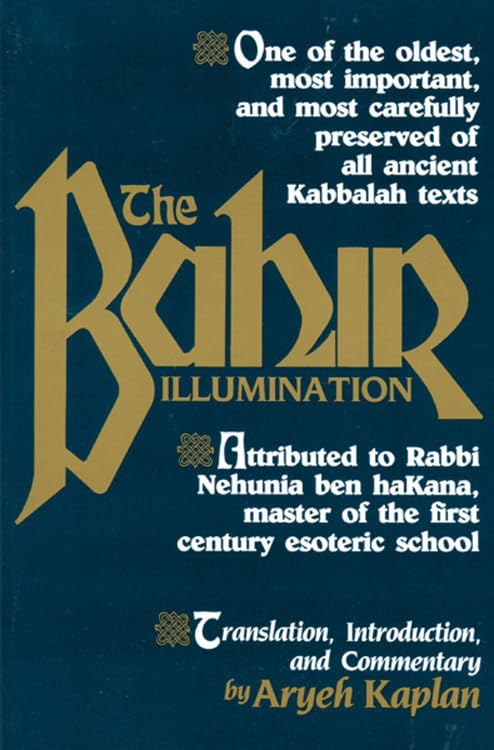 One of the oldest,
most important,
and most carefully
preserved of
all ancient
Kabbalah texts
The
Bahir
ILLUMINATION
Attributed to Rabbi
Nehunia ben haKana,
master of the first
century esoteric school
Translation, Introduction,
and Commentary
by Aryeh Kaplan